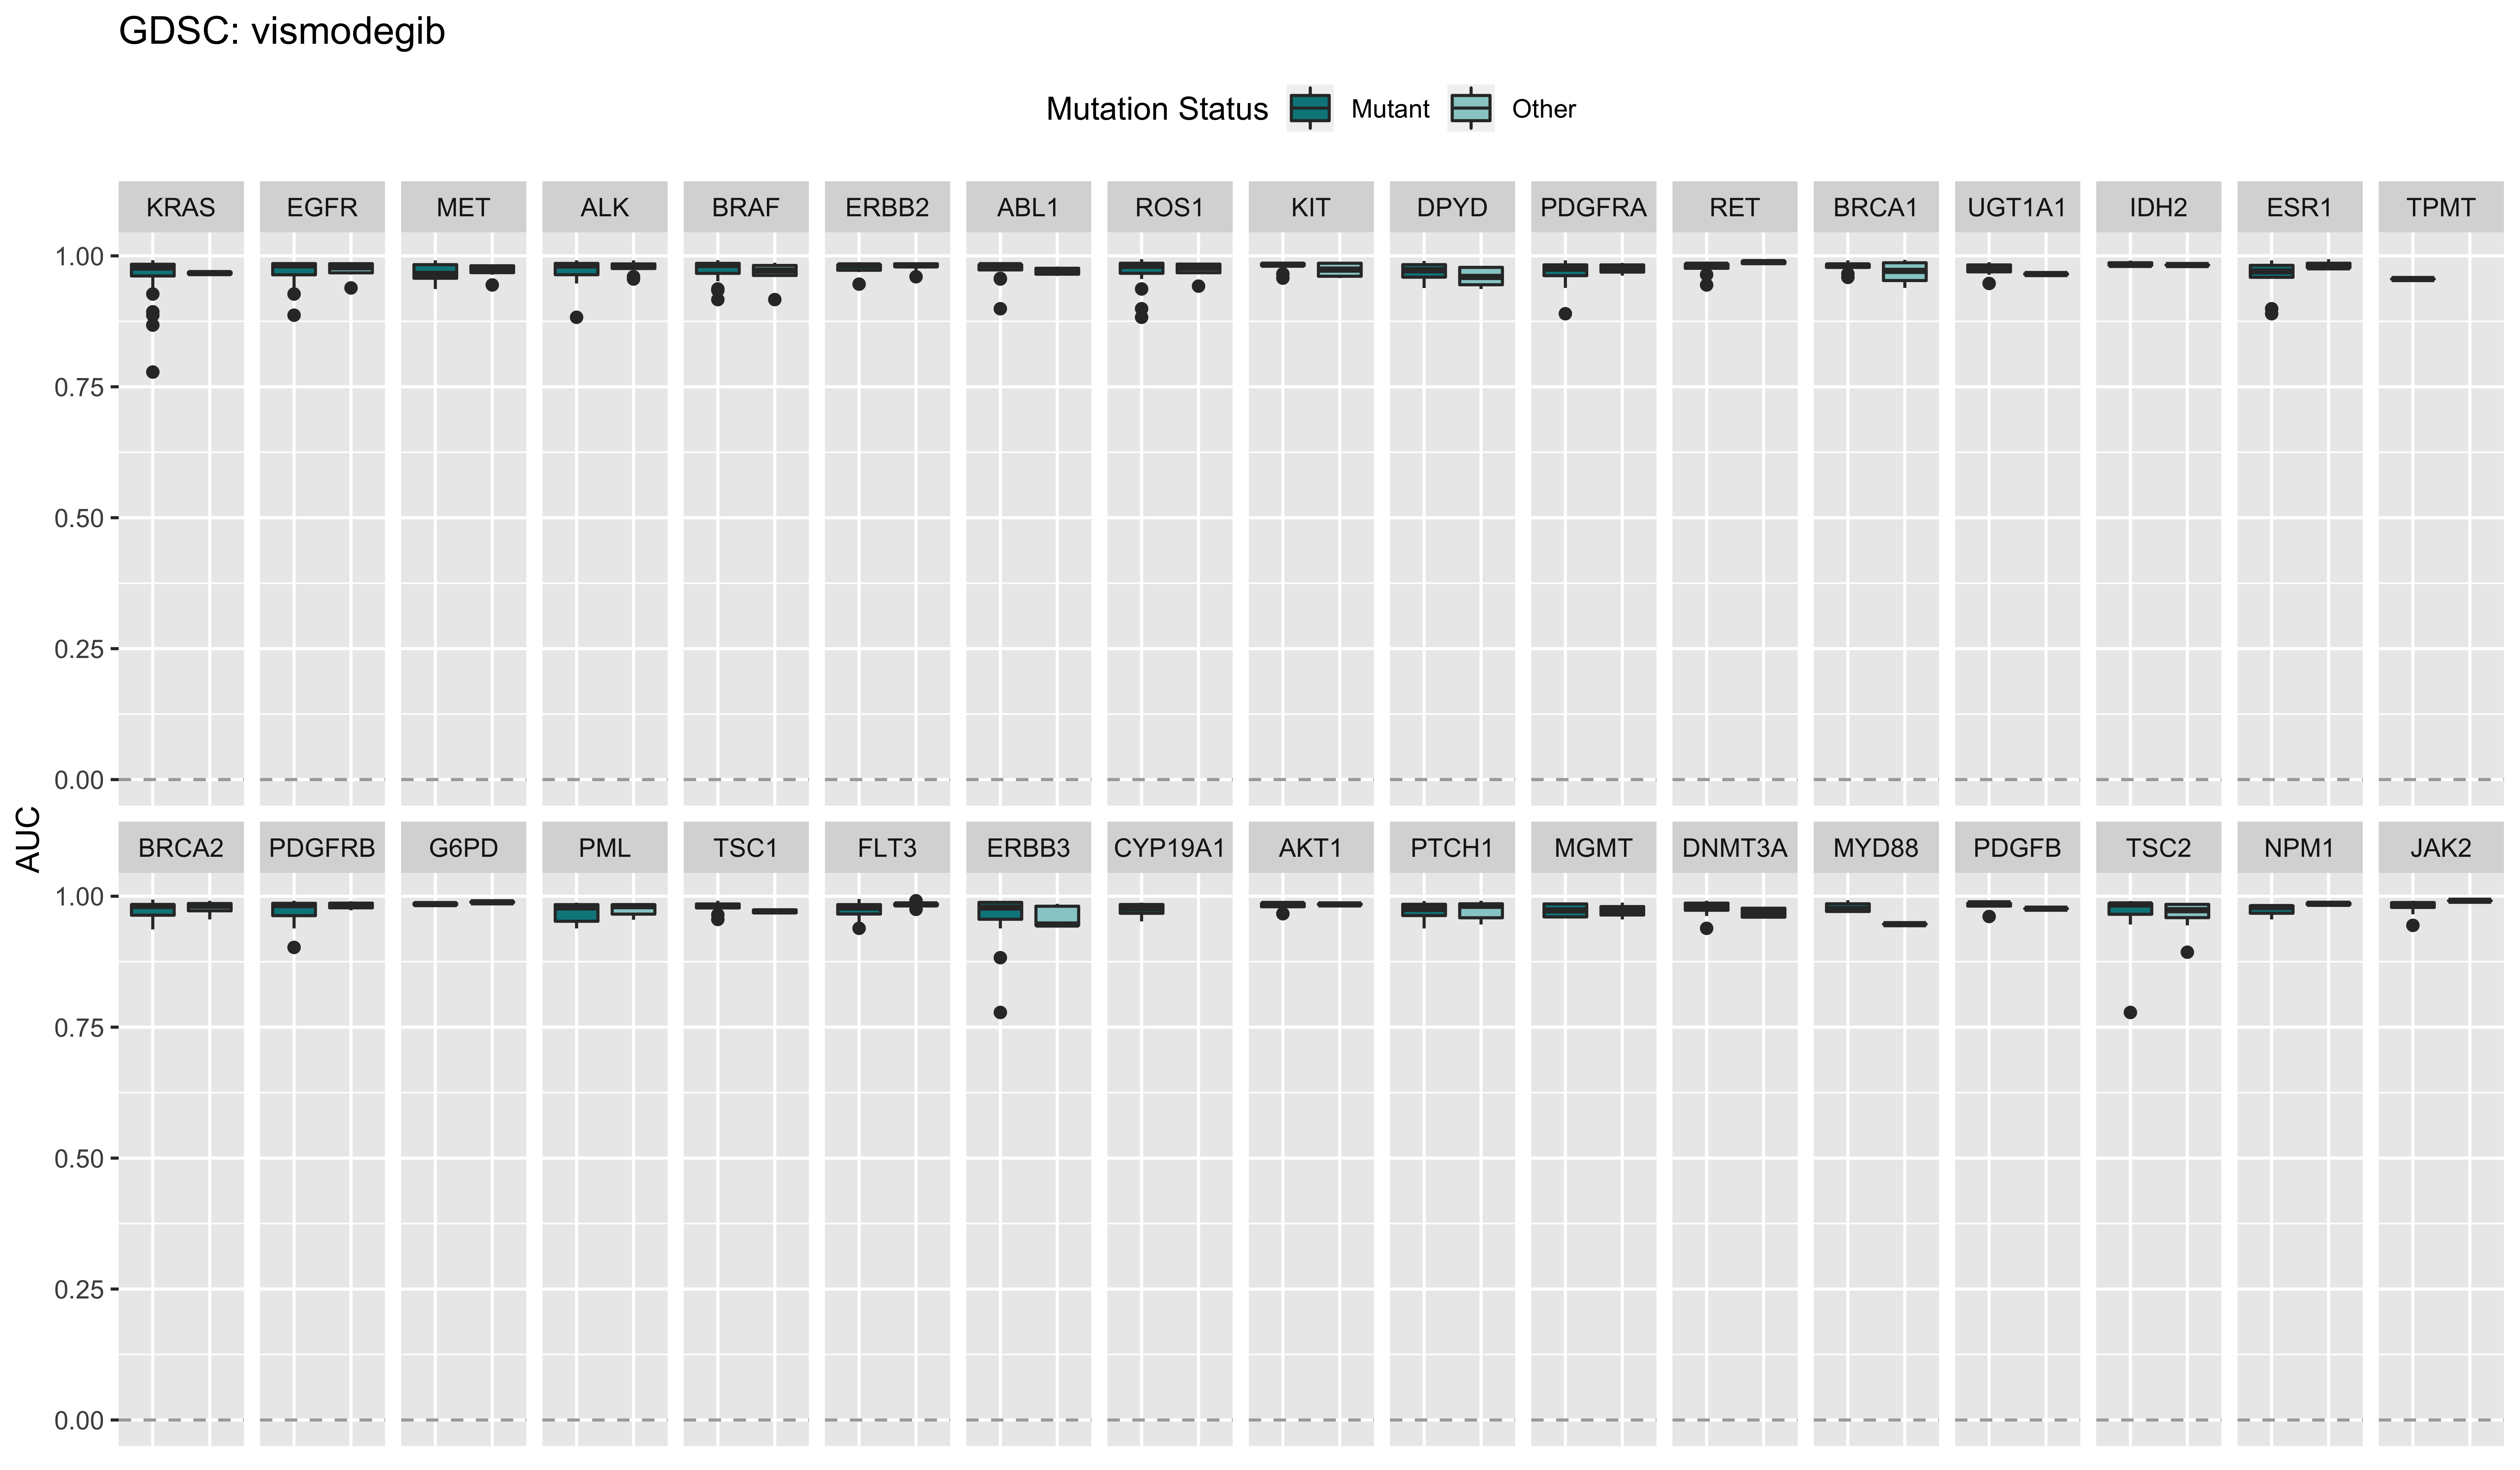 GDSC: vismodegib
Mutation Status Mutant Other
KRAS EGFR MET ALK BRAF ERBB2 ABL1 ROS1 KIT DPYD PDGFRA RET BRCA1 UGT1A1 IDH2 ESR1 TPMT
1.00
0.75
0.50
0.25
0.00
AUC
BRCA2 PDGFRB G6PD PML TSC1 FLT3 ERBB3 CYP19A1 AKT1 PTCH1 MGMT DNMT3A MYD88 PDGFB TSC2 NPM1 JAK2
1.00
0.75
0.50
0.25
0.00